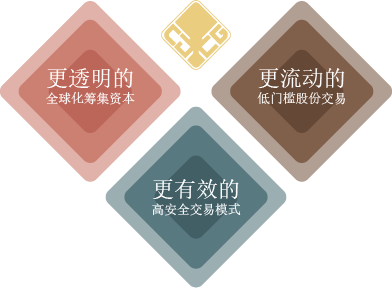 更透明的
全球化筹集资本
更流动的
低门槛股份交易
更有效的
高安全交易模式